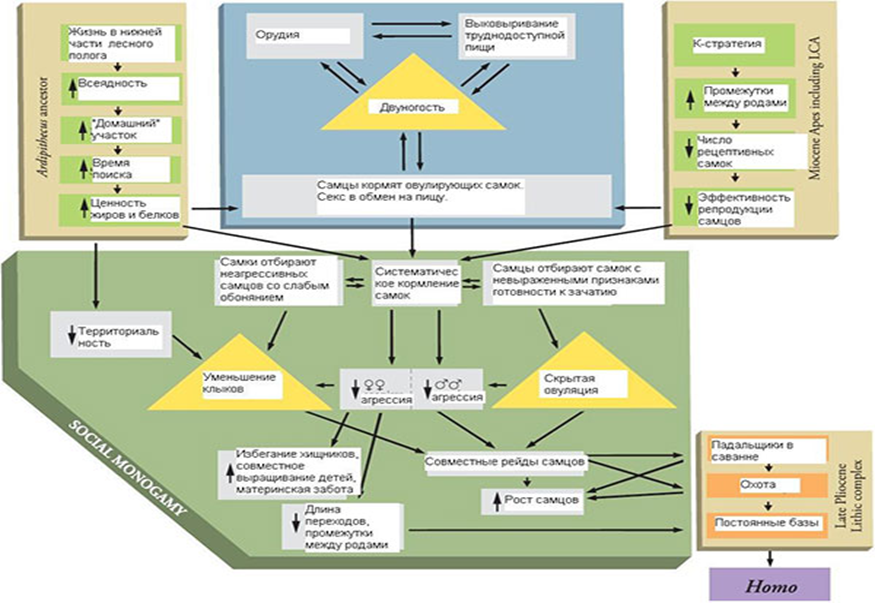 Ardipithecus ancestor
Жизнь в нижней
части лесного
полога
Всеядность
"Домашний"
участок
Время
поиска
Ценность
жиров и белков
Орудия
Выковыривание
труднодоступной
пищи
Двуногость
Самцы кормят овулирующих самок.
Секс в обмен на пищу.
К-стратегия
Промежутки
между родами
Число
рецептивных
самок
Эффективность
репродукции
самцов
Miocene Apes including LCA
Самки отбирают
неагрессивных
самцов со слабым
обонянием
Систематичес
кое кормление
самок
Самцы отбирают самок с
невыраженными признаками
готовности к зачатию
Территориаль
ность
Уменьшение
клыков
♀♀
агрессия
♂♂
агрессия
Скрытая
овуляция
Избегание хищников,
совместное
выращивание детей,
материнская забота
Совместные рейды самцов
Рост самцов
Длина
переходов,
промежутки
между родами
SOCIAL MONOGAMY
Падальщики в
саванне
Охота
Постоянные базы
Late Pliocene
Lithic complex
Homo